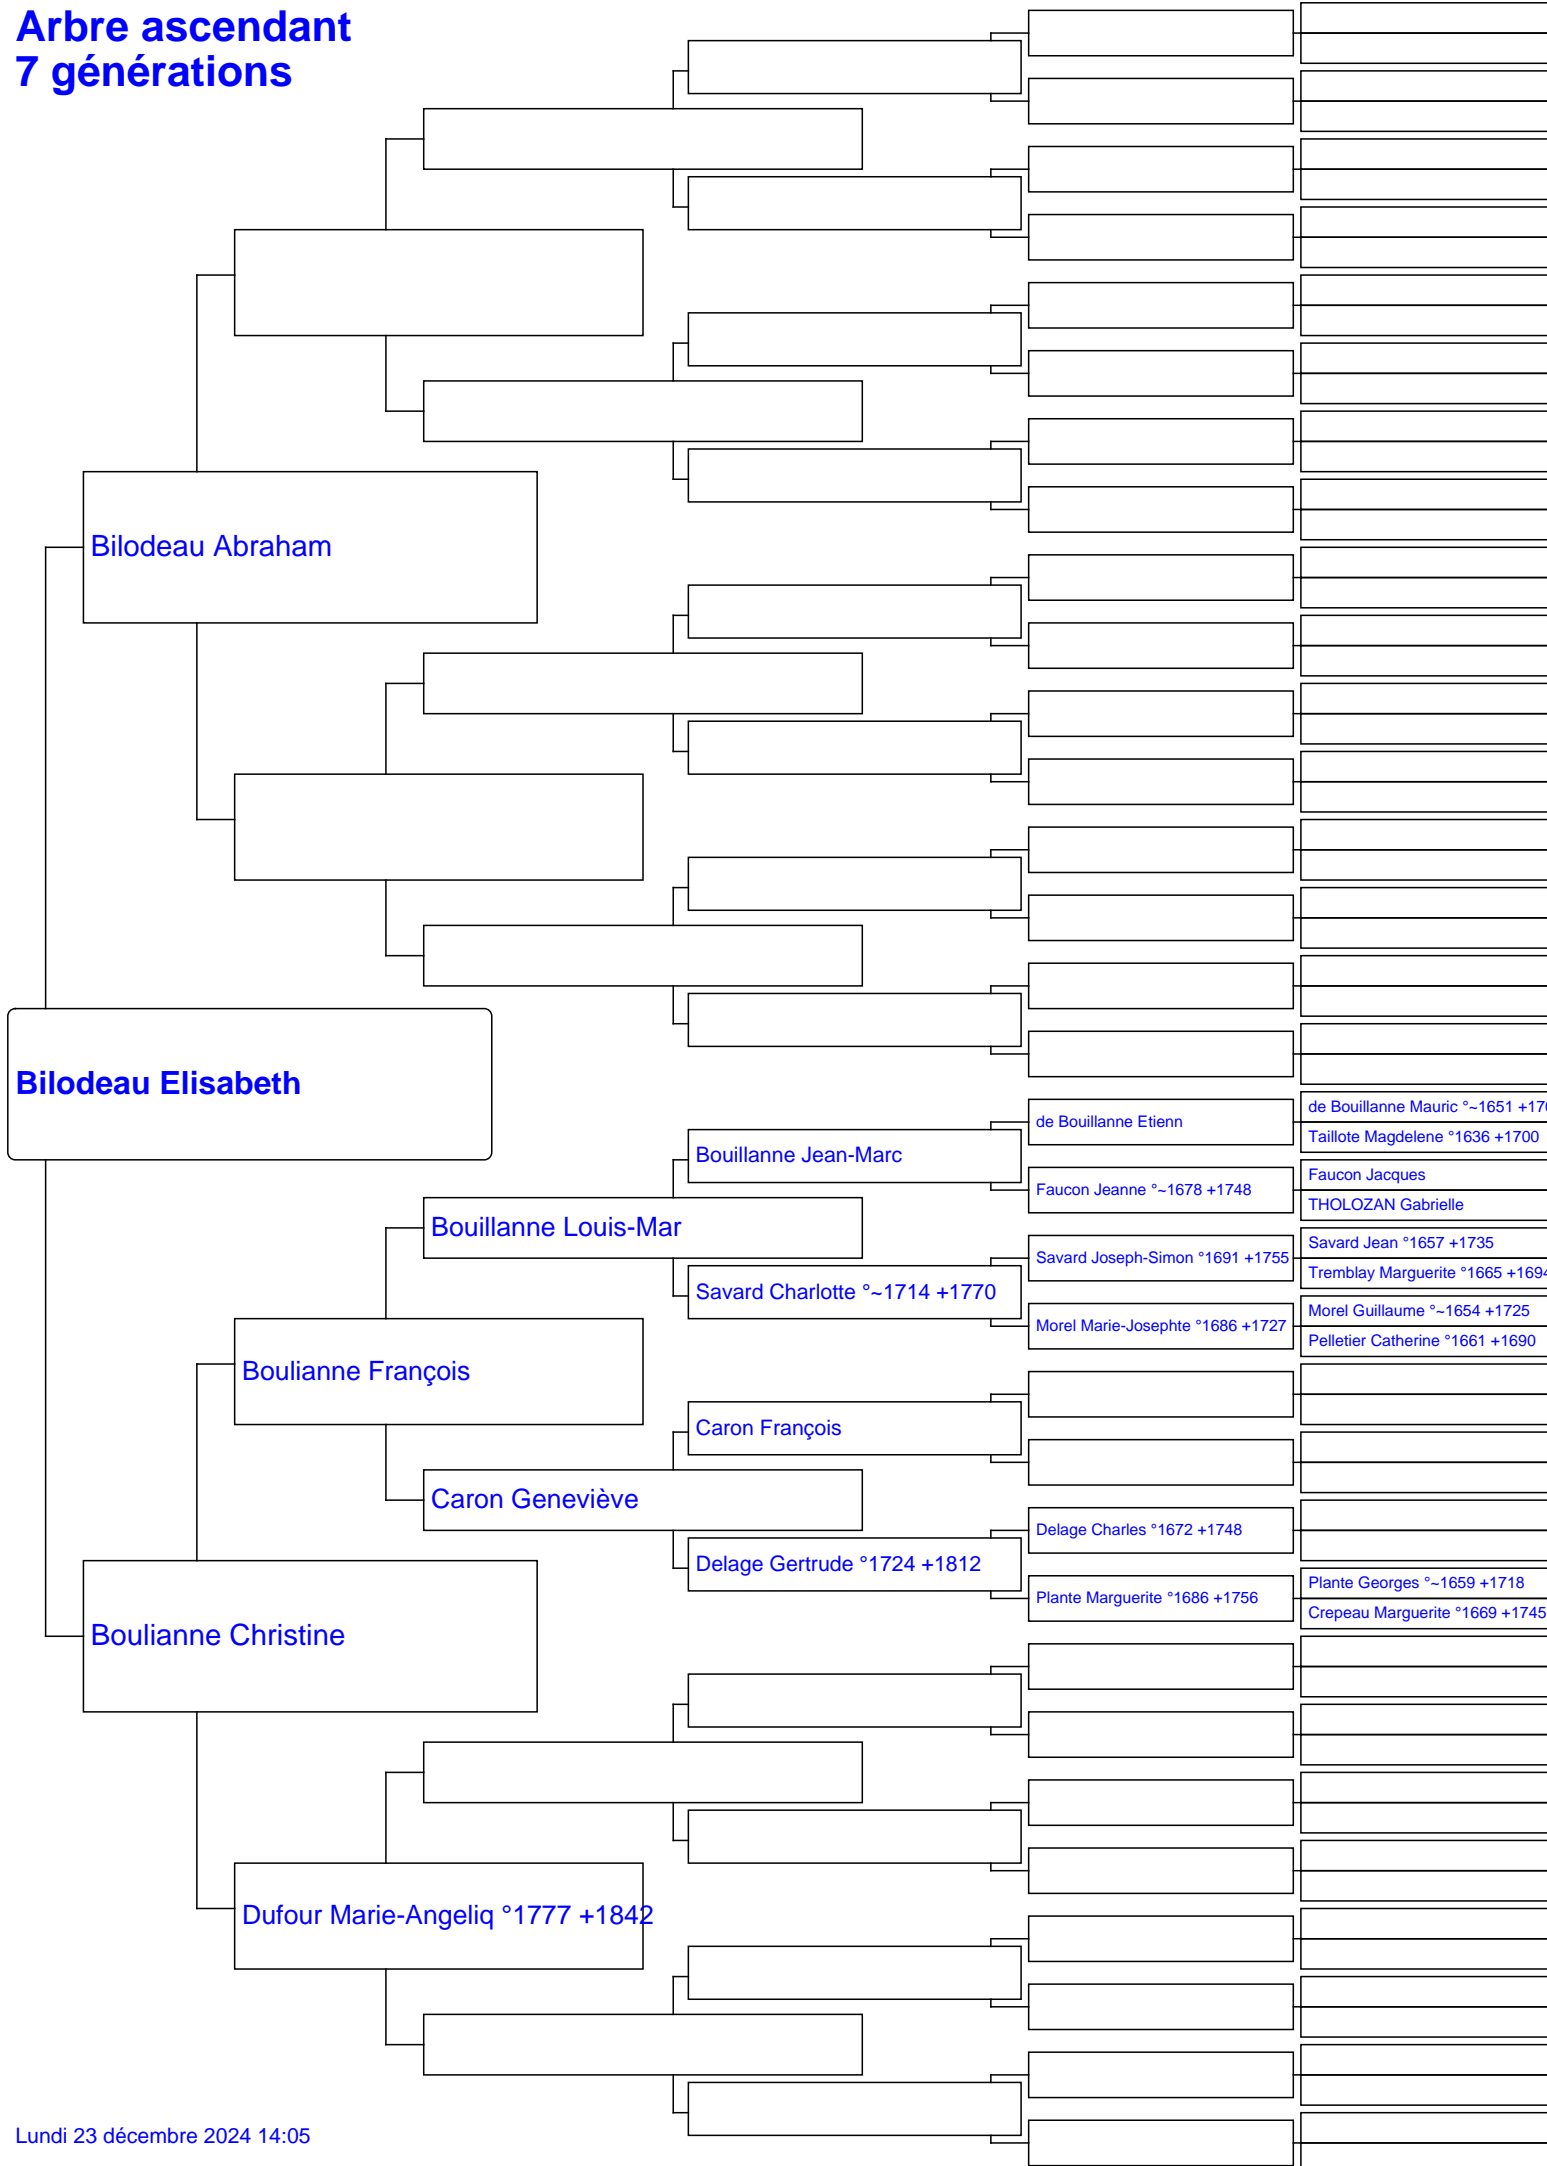 Arbre ascendant
7 générations
Bilodeau Abraham
Bilodeau Elisabeth
de Bouillanne Etienn
de Bouillanne Mauric °~1651
Taillote Magdelene °1636 +1700
Bouillanne Jean-Marc
Faucon Jeanne °~1678 +1748
Faucon Jacques
THOLOZAN Gabrielle
Bouillanne Louis-Mar
Savard Joseph-Simon °1691 +1755
Savard Jean °1657 +1735
Tremblay Marguerite °1665 +1694
Savard Charlotte °~1714 +1770
Morel Marie-Josephte °1686 +1727
Morel Guillaume °~1654 +1725
Pelletier Catherine °1661 +1690
Boulianne François
Caron François
Caron Geneviève
Delage Charles °1672 +1748
Delage Gertrude °1724 +1812
Plante Marguerite °1686 +1756
Plante Georges °~1659 +1718
Crepeau Marguerite °1669 +1745
Boulianne Christine
Dufour Marie-Angeliq °1777 +1842
Lundi 23 décembre 2024 14:05